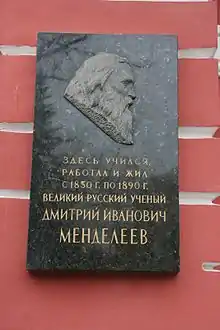 ЗДЕСЬ УЧИЛСЯ,
РАБОТАЛ И ЖИЛ
С 1850 Г. ПО 1890 Г.
ВЕЛИКИЙ РУССКИЙ УЧЕНЫЙ
ДМИТРИЙ ИВАНОВИЧ
МЕНДЕЛЕЕВ